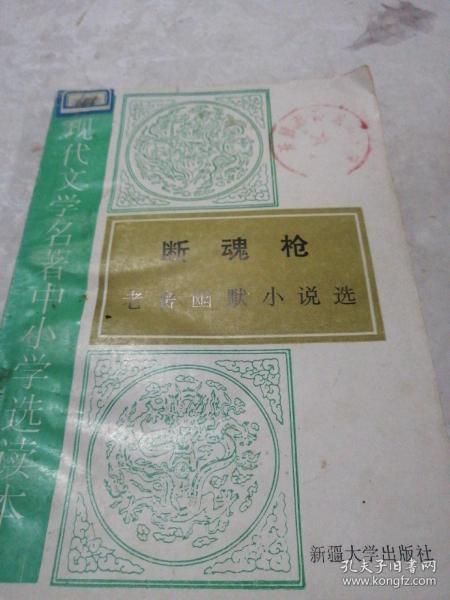 现代文学名著中小学选读本
断魂枪
老舍幽默小说选
新疆大学出版社
孔夫子旧书网
www.kongfz.com